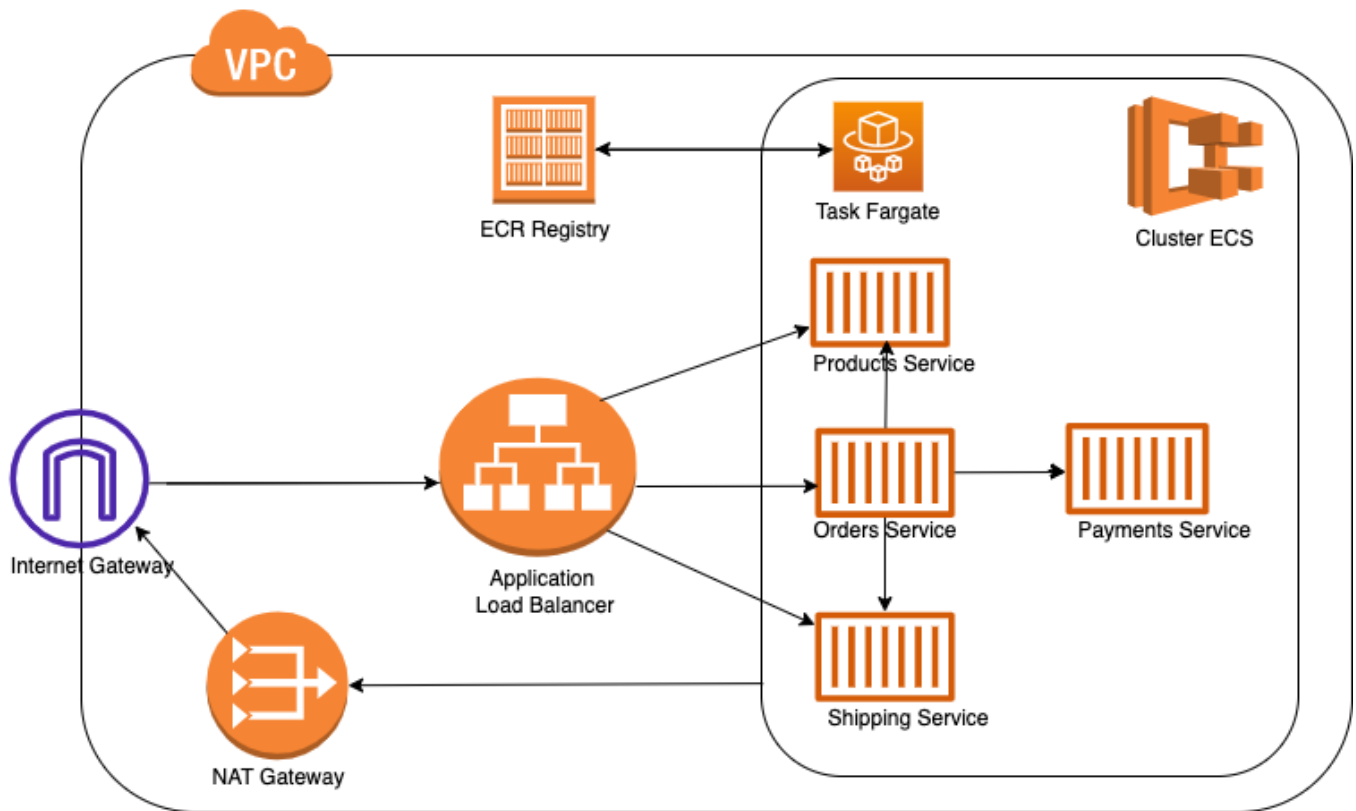 VPC
ECR Registry
Task Fargate
Cluster ECS
Products Service
Internet Gateway
Application
Load Balancer
Orders Service
Payments Service
NAT Gateway
Shipping Service